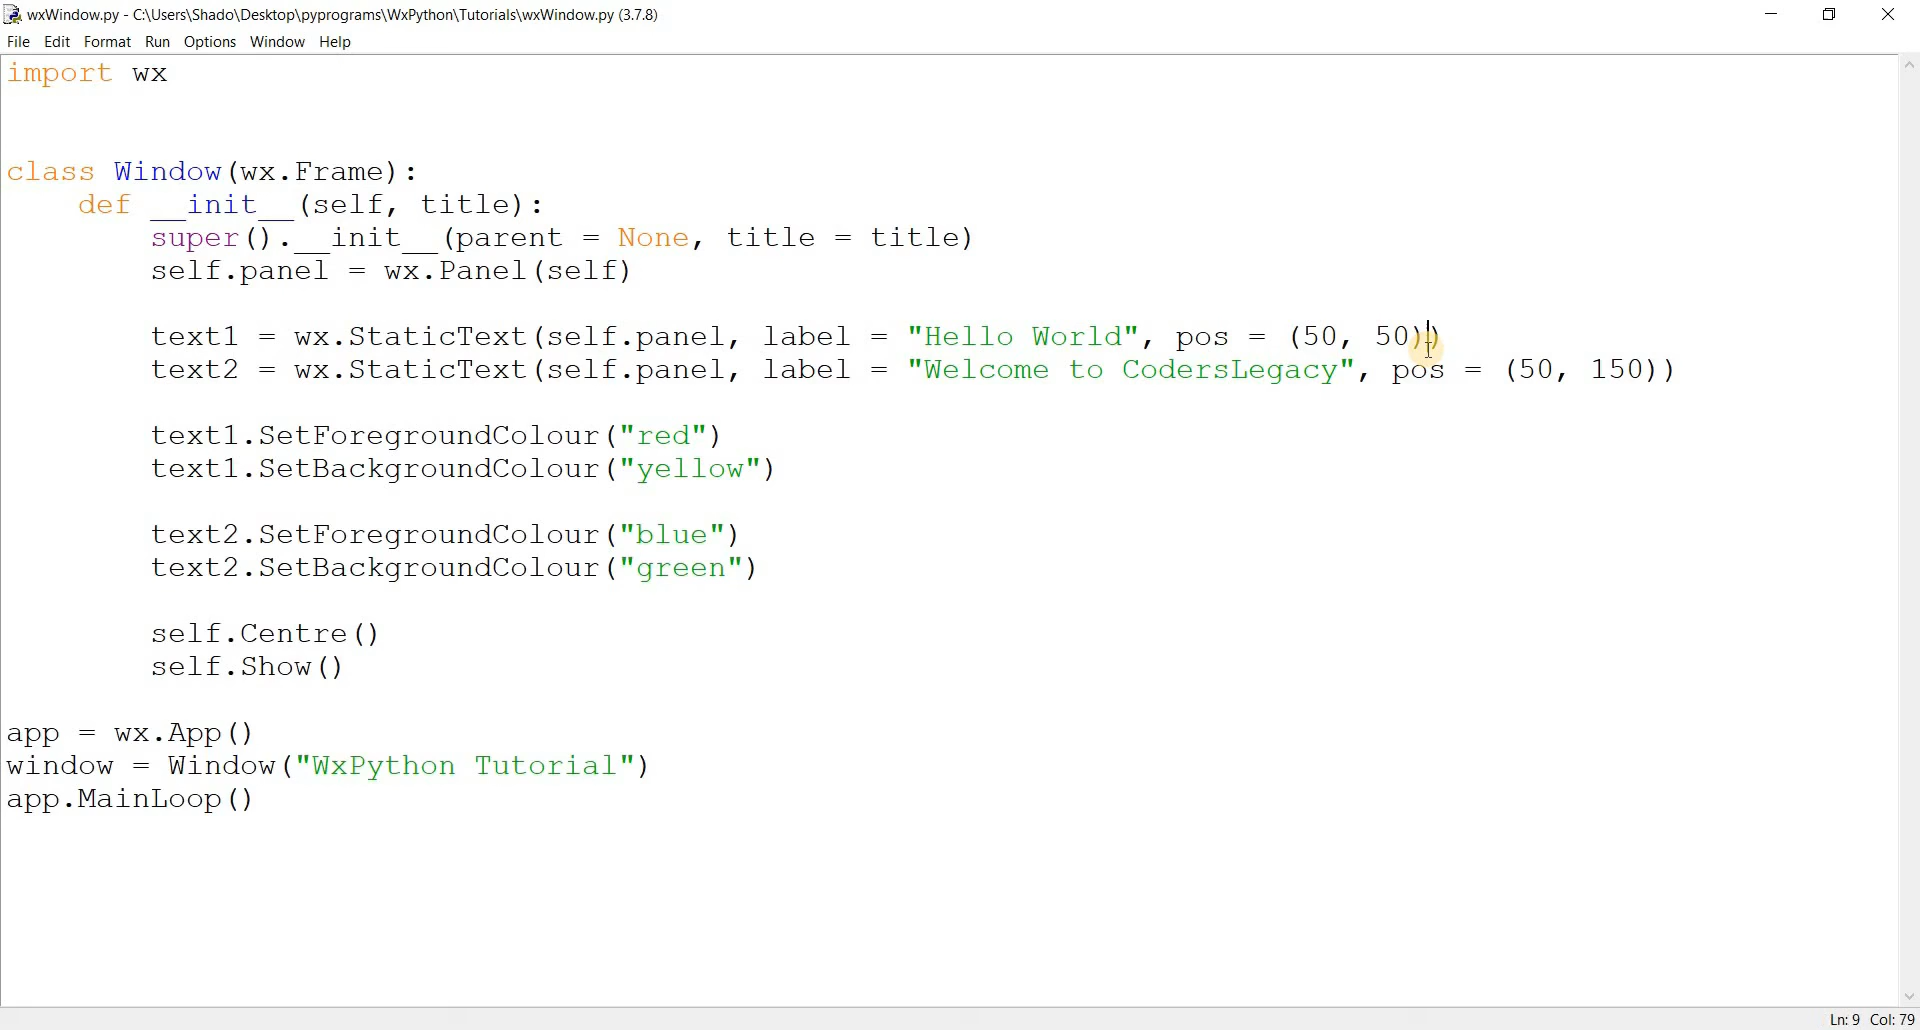 wxWindow.py - C:\Users\Shado\Desktop\pyprograms\WxPython\Tutorials\wxWindow.py (3.7.8)
File Edit Format Run Options Window Help
import wx
class Window(wx.Frame):
    def __init__(self, title):
        super().__init__(parent = None, title = title)
        self.panel = wx.Panel(self)
        text1 = wx.StaticText(self.panel, label = "Hello World", pos = (50, 50))
        text2 = wx.StaticText(self.panel, label = "Welcome to CodersLegacy", pos = (50, 150))
        text1.SetForegroundColour("red")
        text1.SetBackgroundColour("yellow")
        text2.SetForegroundColour("blue")
        text2.SetBackgroundColour("green")
        self.Centre()
        self.Show()
app = wx.App()
window = Window("WxPython Tutorial")
app.MainLoop()
Ln: 9 Col: 79